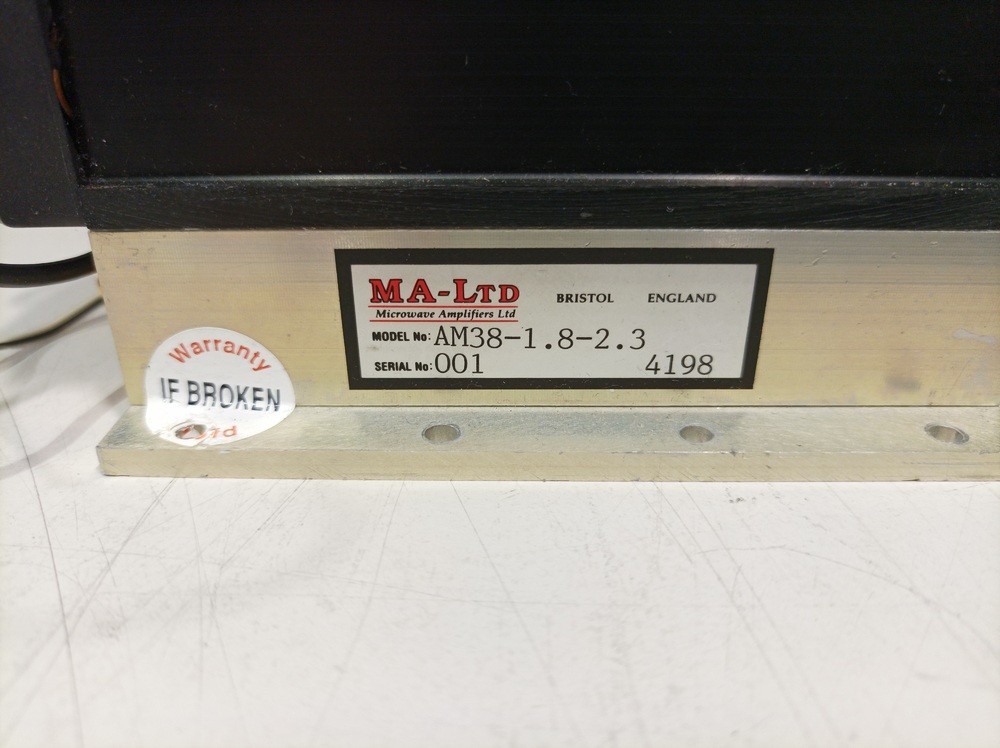 MA-LTD BRISTOL ENGLAND
Microwave Amplifiers Ltd
MODEL No: AM38-1.8-2.3
SERIAL No: 001 4198
Warranty
IF BROKEN